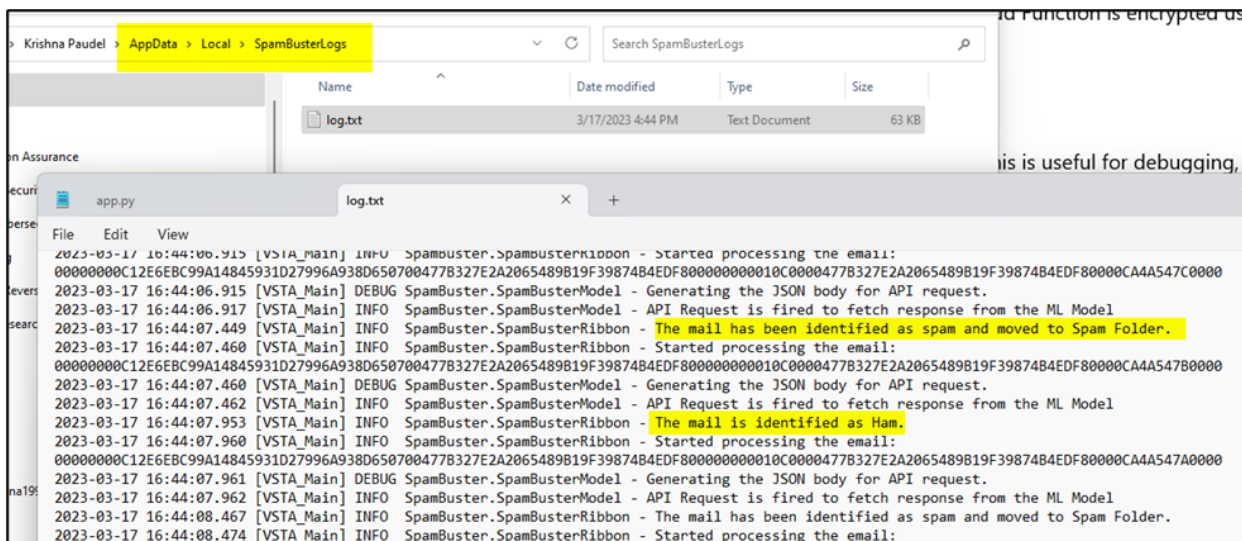 ud Function is encrypted us
› Krishna Paudel › AppData › Local › SpamBusterLogs
Search SpamBusterLogs
Name Date modified Type Size
log.txt 3/17/2023 4:44 PM Text Document 63 KB
on Assurance
his is useful for debugging,
ecuri
app.py log.txt × +
perse
File Edit View
2023-03-17 16:44:06.915 [VSTA_Main] INFO SpamBuster.SpamBusterRibbon - Started processing the email:
00000000C12E6EBC99A14845931D27996A938D650700477B327E2A2065489B19F39874B4EDF800000000010C0000477B327E2A2065489B19F39874B4EDF80000CA4A547C0000
2023-03-17 16:44:06.915 [VSTA_Main] DEBUG SpamBuster.SpamBusterModel - Generating the JSON body for API request.
evers
2023-03-17 16:44:06.917 [VSTA_Main] INFO SpamBuster.SpamBusterModel - API Request is fired to fetch response from the ML Model
searc
2023-03-17 16:44:07.449 [VSTA_Main] INFO SpamBuster.SpamBusterRibbon - The mail has been identified as spam and moved to Spam Folder.
2023-03-17 16:44:07.460 [VSTA_Main] INFO SpamBuster.SpamBusterRibbon - Started processing the email:
00000000C12E6EBC99A14845931D27996A938D650700477B327E2A2065489B19F39874B4EDF800000000010C0000477B327E2A2065489B19F39874B4EDF80000CA4A547B0000
2023-03-17 16:44:07.460 [VSTA_Main] DEBUG SpamBuster.SpamBusterModel - Generating the JSON body for API request.
2023-03-17 16:44:07.462 [VSTA_Main] INFO SpamBuster.SpamBusterModel - API Request is fired to fetch response from the ML Model
2023-03-17 16:44:07.953 [VSTA_Main] INFO SpamBuster.SpamBusterRibbon - The mail is identified as Ham.
2023-03-17 16:44:07.960 [VSTA_Main] INFO SpamBuster.SpamBusterRibbon - Started processing the email:
00000000C12E6EBC99A14845931D27996A938D650700477B327E2A2065489B19F39874B4EDF800000000010C0000477B327E2A2065489B19F39874B4EDF80000CA4A547A0000
2023-03-17 16:44:07.961 [VSTA_Main] DEBUG SpamBuster.SpamBusterModel - Generating the JSON body for API request.
na199
2023-03-17 16:44:07.962 [VSTA_Main] INFO SpamBuster.SpamBusterModel - API Request is fired to fetch response from the ML Model
2023-03-17 16:44:08.467 [VSTA_Main] INFO SpamBuster.SpamBusterRibbon - The mail has been identified as spam and moved to Spam Folder.
2023-03-17 16:44:08.474 [VSTA_Main] INFO SpamBuster.SpamBusterRibbon - Started processing the email: